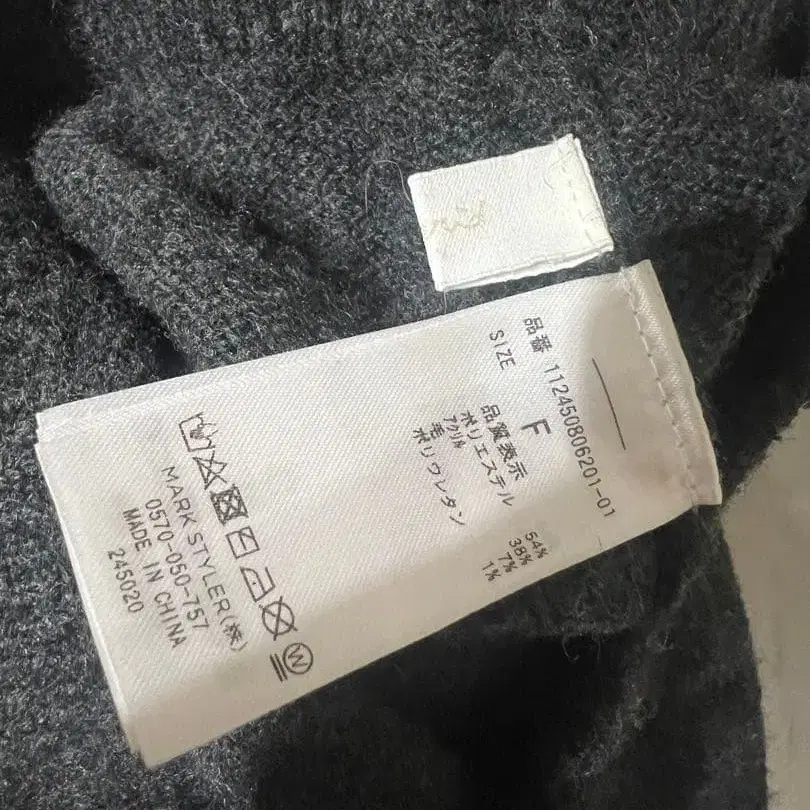 品番 112450806201-01
SIZE
F
品質表示
ポリエステル 54%
アクリル 38%
毛 7%
ポリウレタン 1%
W
MARK STYLER(株)
0570-050-757
MADE IN CHINA
245020